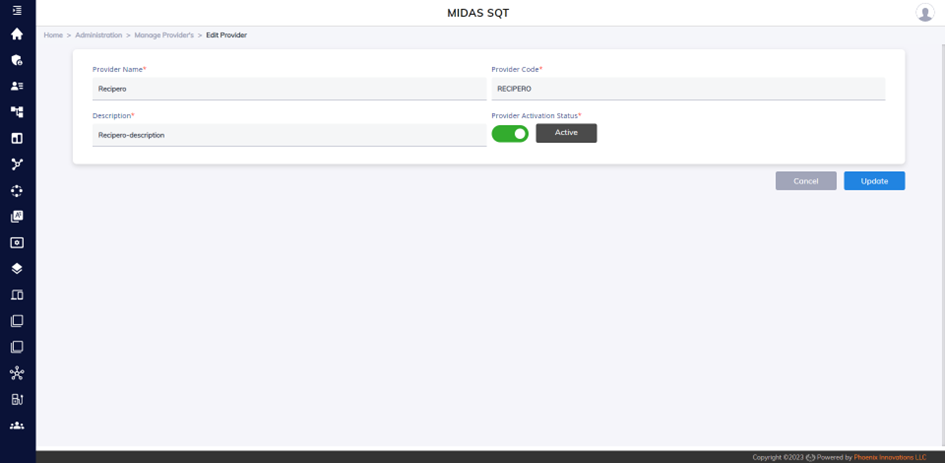 MIDAS SQT
Home > Administration > Manage Provider's > Edit Provider
Provider Name*
Provider Code*
Recipero
RECIPERO
Description*
Provider Activation Status*
Recipero-description
Active
Cancel
Update
Copyright ©2023 Powered by Phoenix Innovations LLC